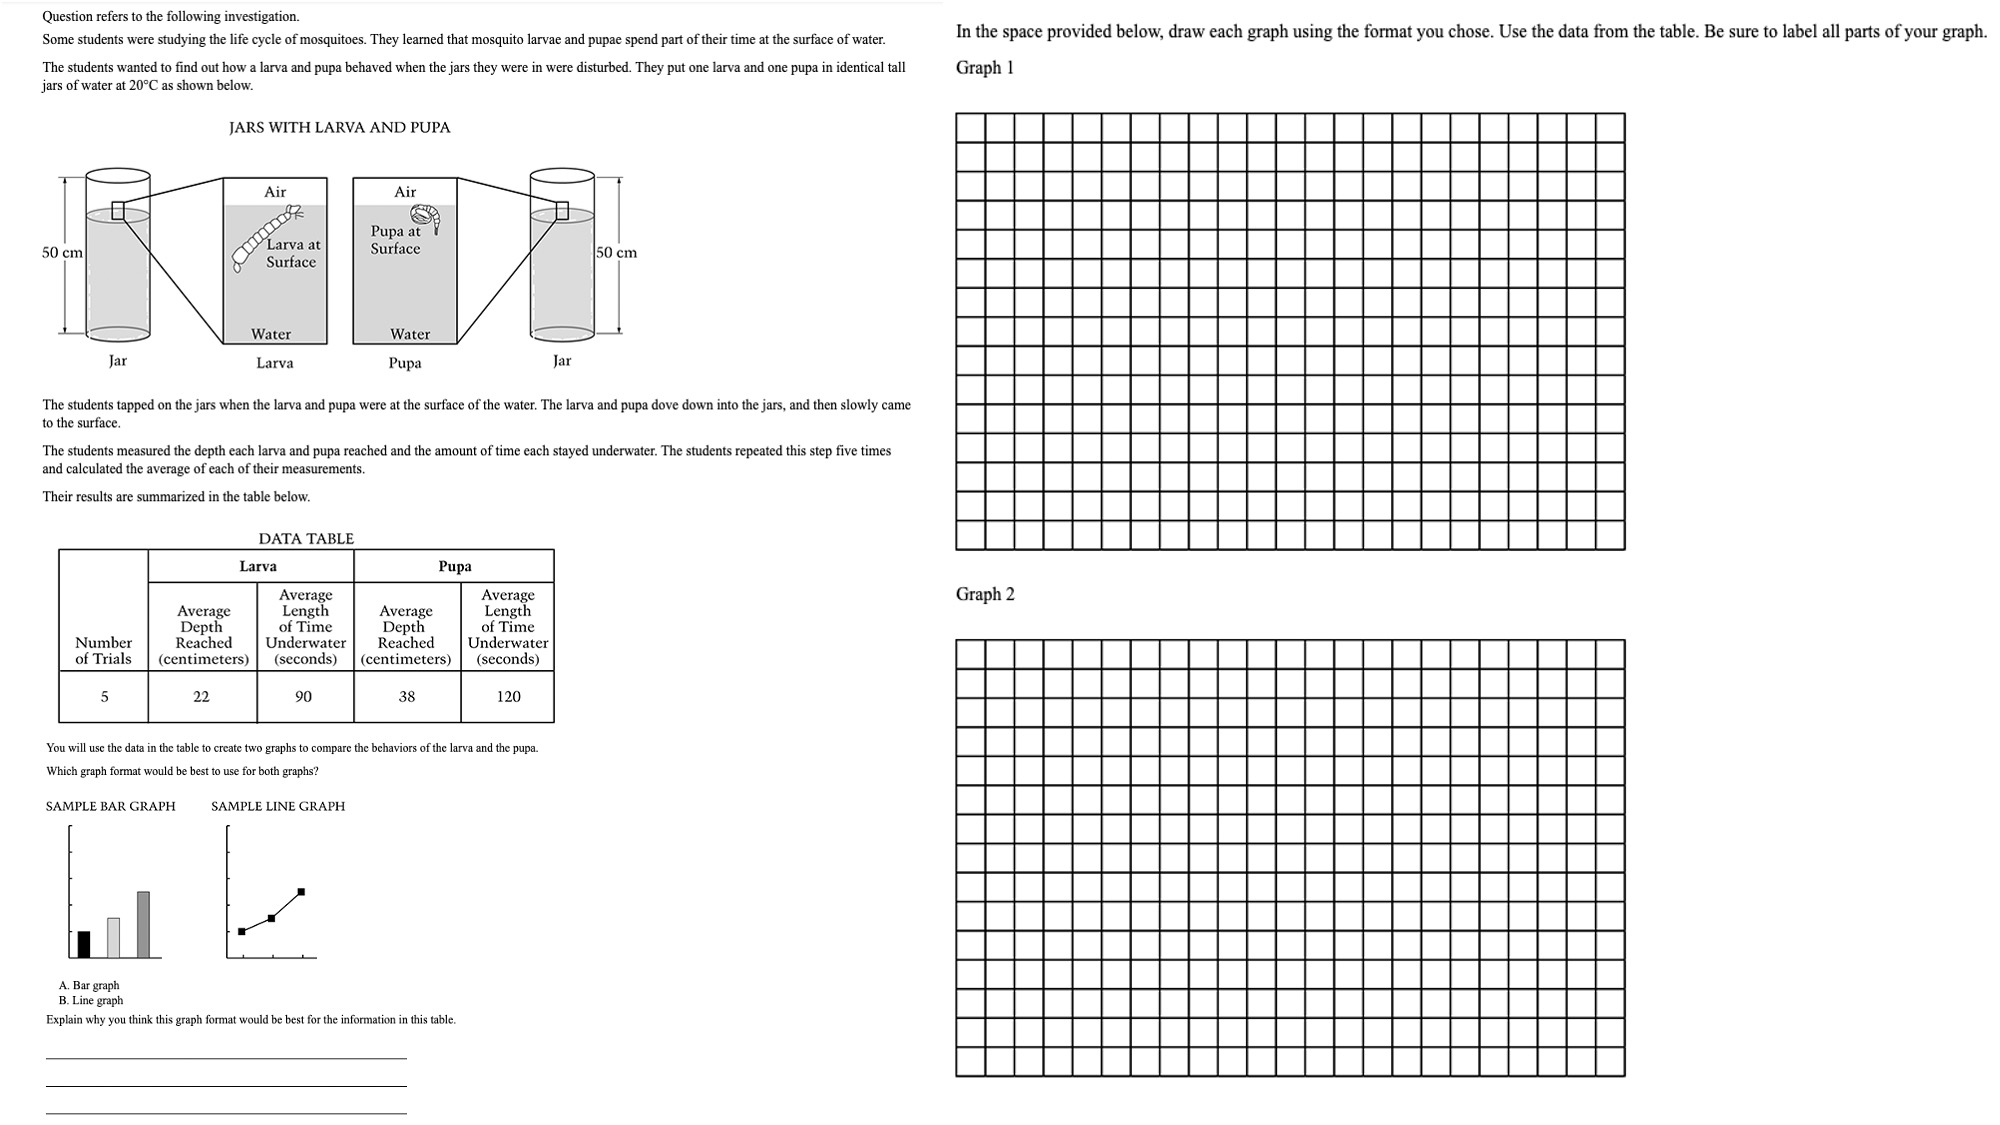 Question refers to the following investigation.
Some students were studying the life cycle of mosquitoes. They learned that mosquito larvae and pupae spend part of their time at the surface of water.
The students wanted to find out how a larva and pupa behaved when the jars they were in were disturbed. They put one larva and one pupa in identical tall
jars of water at 20°C as shown below.
JARS WITH LARVA AND PUPA
Air
Air
Larva at
Surface
Pupa at
Surface
50 cm
50 cm
Water
Water
Jar
Larva
Pupa
Jar
The students tapped on the jars when the larva and pupa were at the surface of the water. The larva and pupa dove down into the jars, and then slowly came
to the surface.
The students measured the depth each larva and pupa reached and the amount of time each stayed underwater. The students repeated this step five times
and calculated the average of each of their measurements.
Their results are summarized in the table below.
DATA TABLE
Larva
Pupa
Number
of Trials
Average
Depth
Reached
(centimeters)
Average
Length
of Time
Underwater
(seconds)
Average
Depth
Reached
(centimeters)
Average
Length
of Time
Underwater
(seconds)
5
22
90
38
120
You will use the data in the table to create two graphs to compare the behaviors of the larva and the pupa.
Which graph format would be best to use for both graphs?
SAMPLE BAR GRAPH
SAMPLE LINE GRAPH
A. Bar graph
B. Line graph
Explain why you think this graph format would be best for the information in this table.
In the space provided below, draw each graph using the format you chose. Use the data from the table. Be sure to label all parts of your graph.
Graph 1
Graph 2